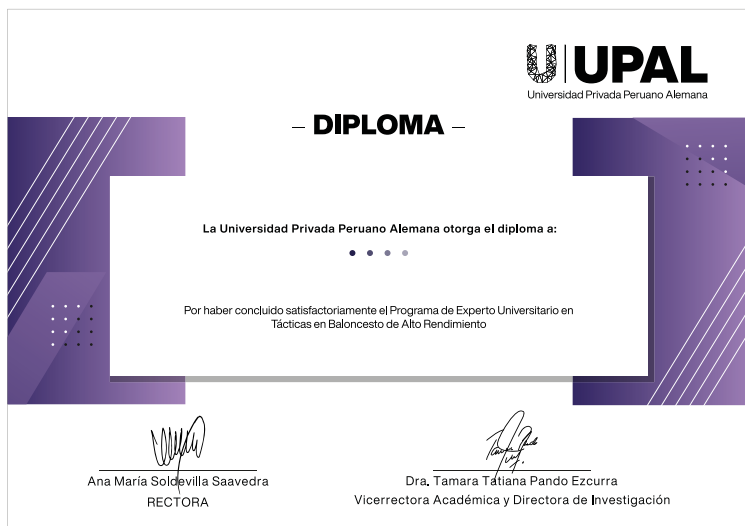 UPAL
Universidad Privada Peruano Alemana
– DIPLOMA –
La Universidad Privada Peruano Alemana otorga el diploma a:
Por haber concluido satisfactoriamente el Programa de Experto Universitario en
Tácticas en Baloncesto de Alto Rendimiento
Ana María Soldevilla Saavedra
RECTORA
Dra. Tamara Tatiana Pando Ezcurra
Vicerrectora Académica y Directora de Investigación